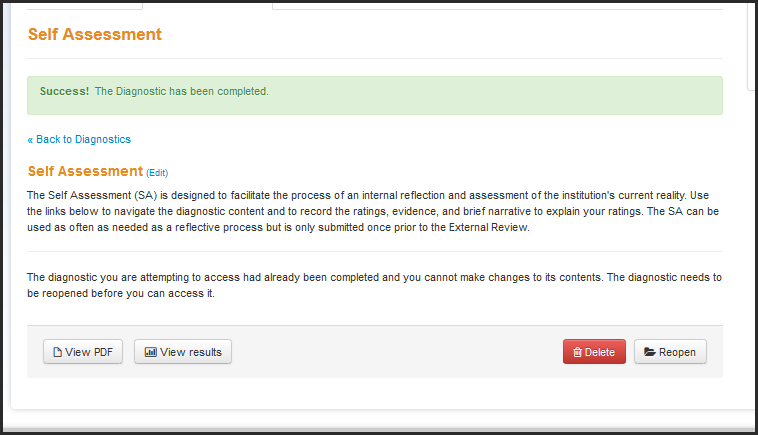 Self Assessment
Success! The Diagnostic has been completed.
« Back to Diagnostics
Self Assessment (Edit)
The Self Assessment (SA) is designed to facilitate the process of an internal reflection and assessment of the institution's current reality. Use
the links below to navigate the diagnostic content and to record the ratings, evidence, and brief narrative to explain your ratings. The SA can be
used as often as needed as a reflective process but is only submitted once prior to the External Review.
The diagnostic you are attempting to access had already been completed and you cannot make changes to its contents. The diagnostic needs to
be reopened before you can access it.
View PDF View results Delete Reopen